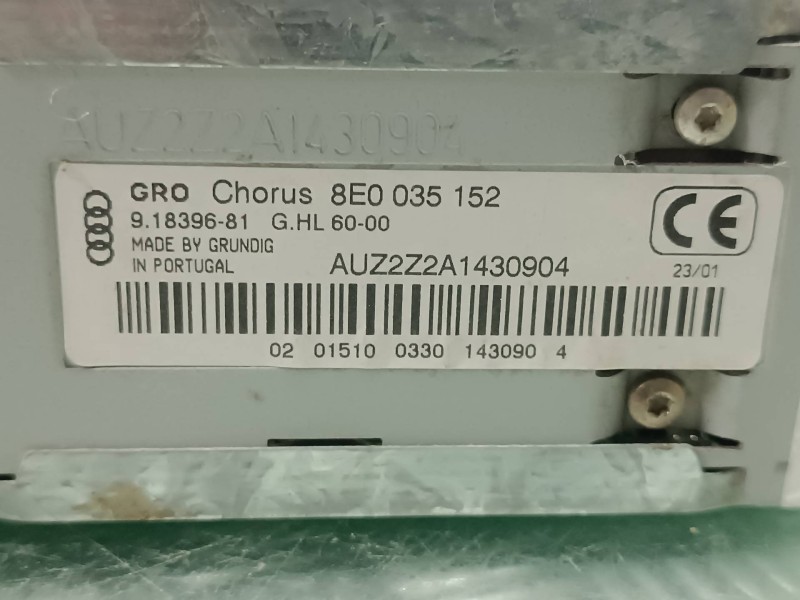 AUZ2Z2A1430904
GRO Chorus 8E0 035 152
9.18396-81 G.HL 60-00
MADE BY GRUNDIG
IN PORTUGAL
AUZ2Z2A1430904
CE
23/01
02 01510 0330 143090 4